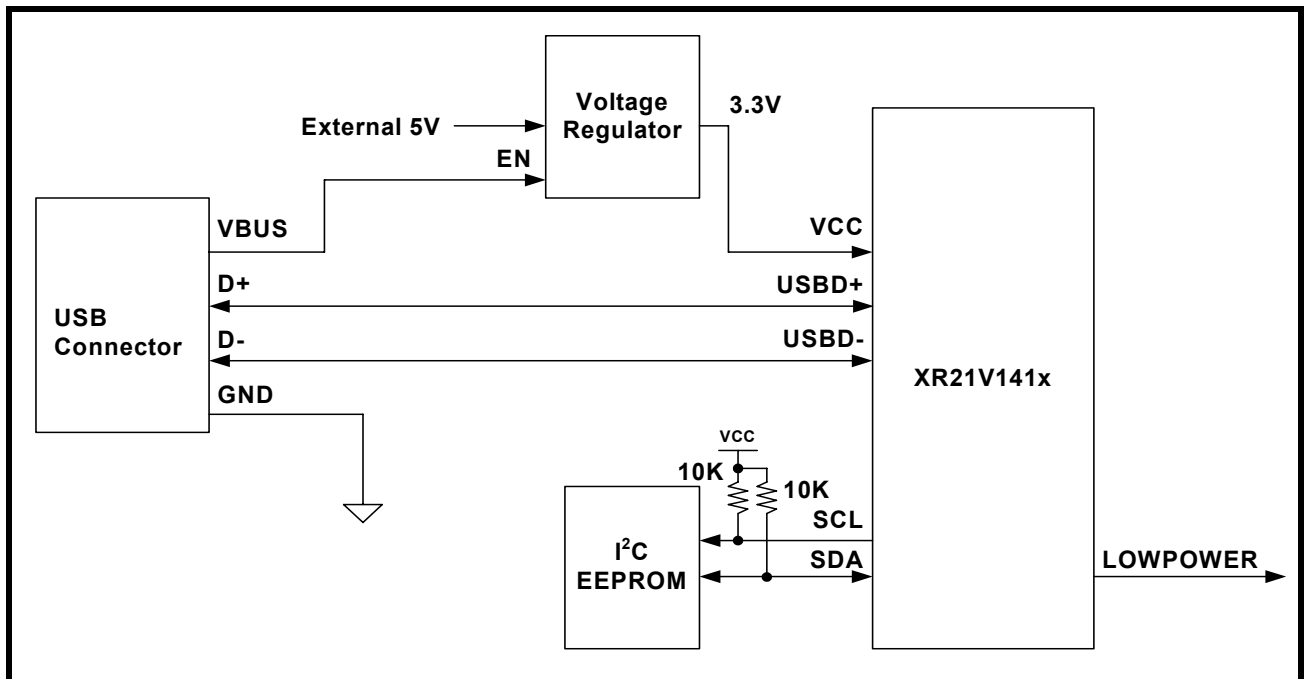 Voltage
Regulator
3.3V
External 5V
EN
VBUS
VCC
D+
USBD+
USB
Connector
D-
USBD-
XR21V141x
GND
VCC
10K
10K
SCL
I²C
EEPROM
SDA
LOWPOWER